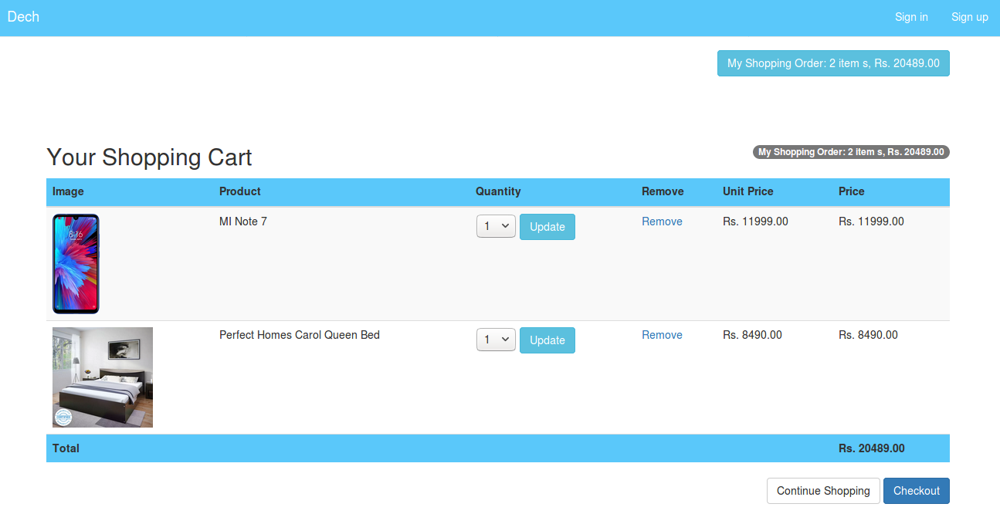 Dech Sign in Sign up
My Shopping Order: 2 item s, Rs. 20489.00
Your Shopping Cart My Shopping Order: 2 item s, Rs. 20489.00
Image Product Quantity Remove Unit Price Price
8:16
MI Note 7 1 Update Remove Rs. 11999.00 Rs. 11999.00
Perfect Homes Carol Queen Bed 1 Update Remove Rs. 8490.00 Rs. 8490.00
Total Rs. 20489.00
Continue Shopping Checkout